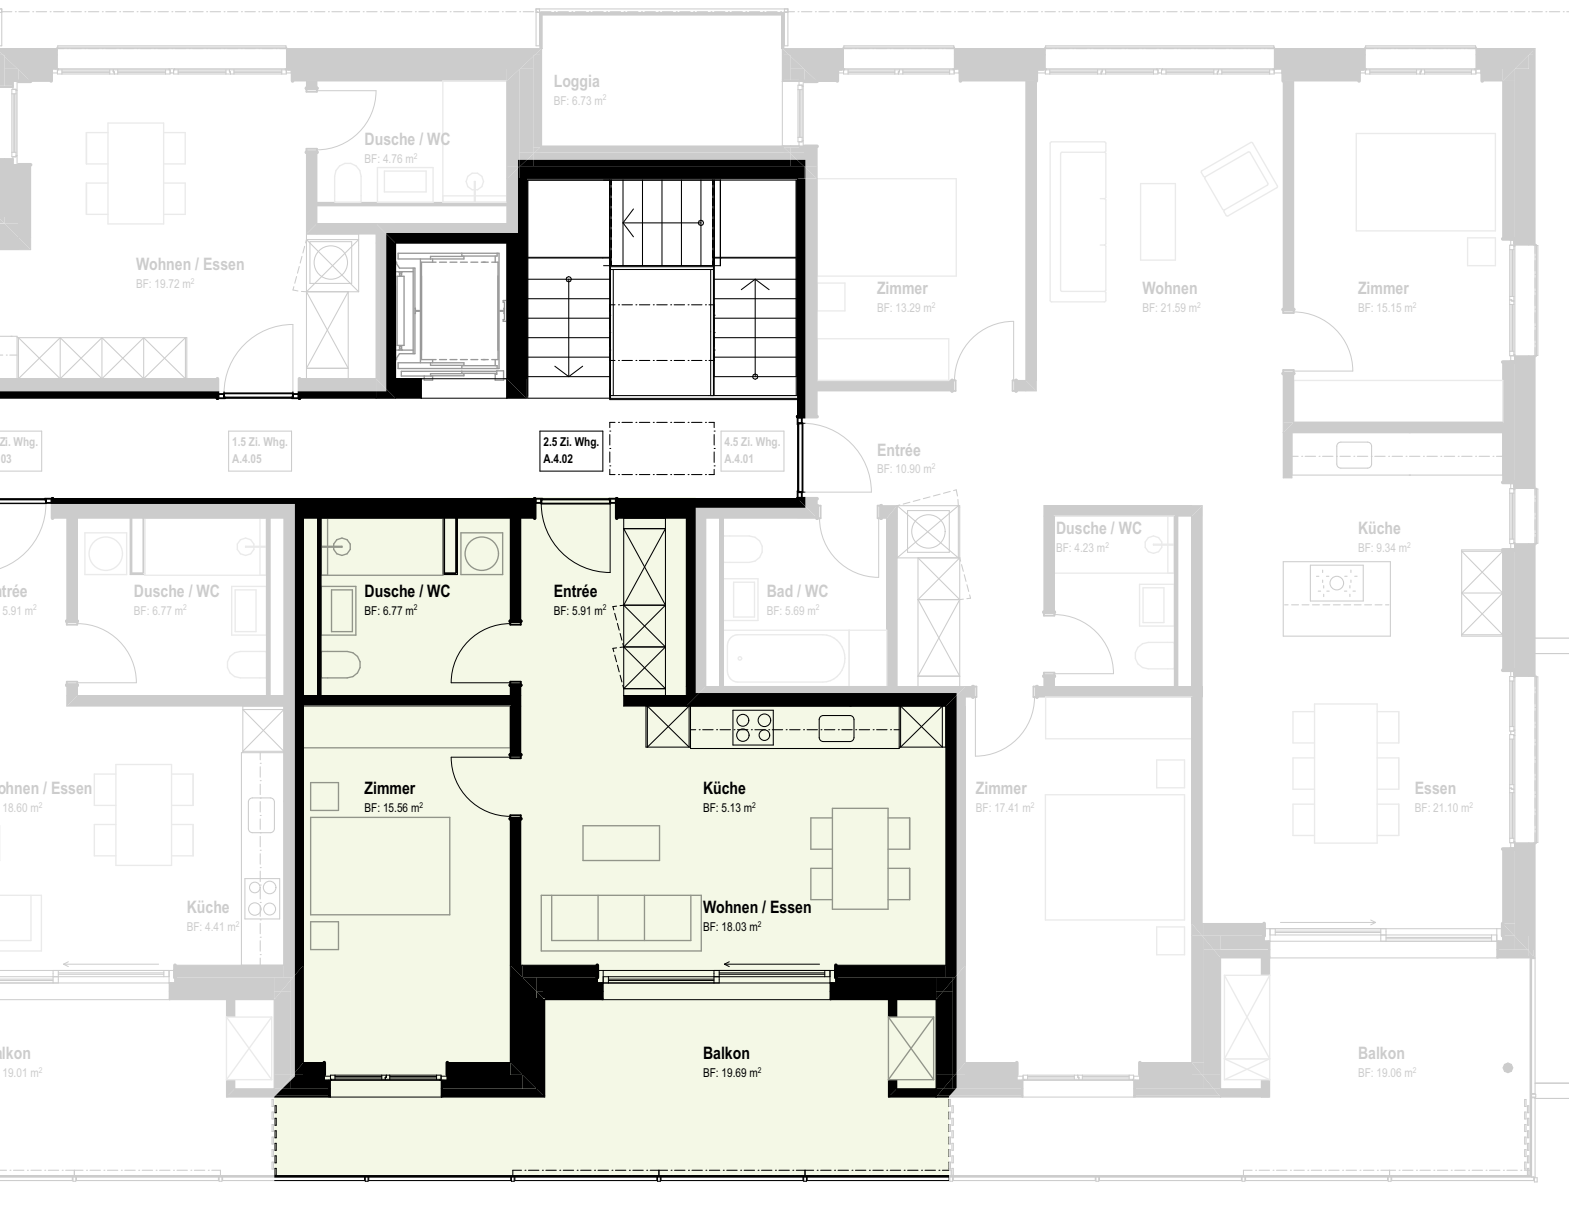 Loggia
BF: 6.73 m²
Dusche / WC
BF: 4.76 m²
Wohnen / Essen
BF: 19.72 m²
Zimmer
BF: 13.29 m²
Wohnen
BF: 21.59 m²
Zimmer
BF: 15.15 m²
Zi. Whg.
.03
1.5 Zi. Whg.
A.4.05
2.5 Zi. Whg.
A.4.02
4.5 Zi. Whg.
A.4.01
Entrée
BF: 10.90 m²
Dusche / WC
BF: 4.23 m²
Küche
BF: 9.34 m²
ntrée
5.91 m²
Dusche / WC
BF: 6.77 m²
Dusche / WC
BF: 6.77 m²
Entrée
BF: 5.91 m²
Bad / WC
BF: 5.69 m²
ohnen / Essen
18.60 m²
Zimmer
BF: 15.56 m²
Küche
BF: 5.13 m²
Zimmer
BF: 17.41 m²
Essen
BF: 21.10 m²
Küche
BF: 4.41 m²
Wohnen / Essen
BF: 18.03 m²
alkon
19.01 m²
Balkon
BF: 19.69 m²
Balkon
BF: 19.06 m²